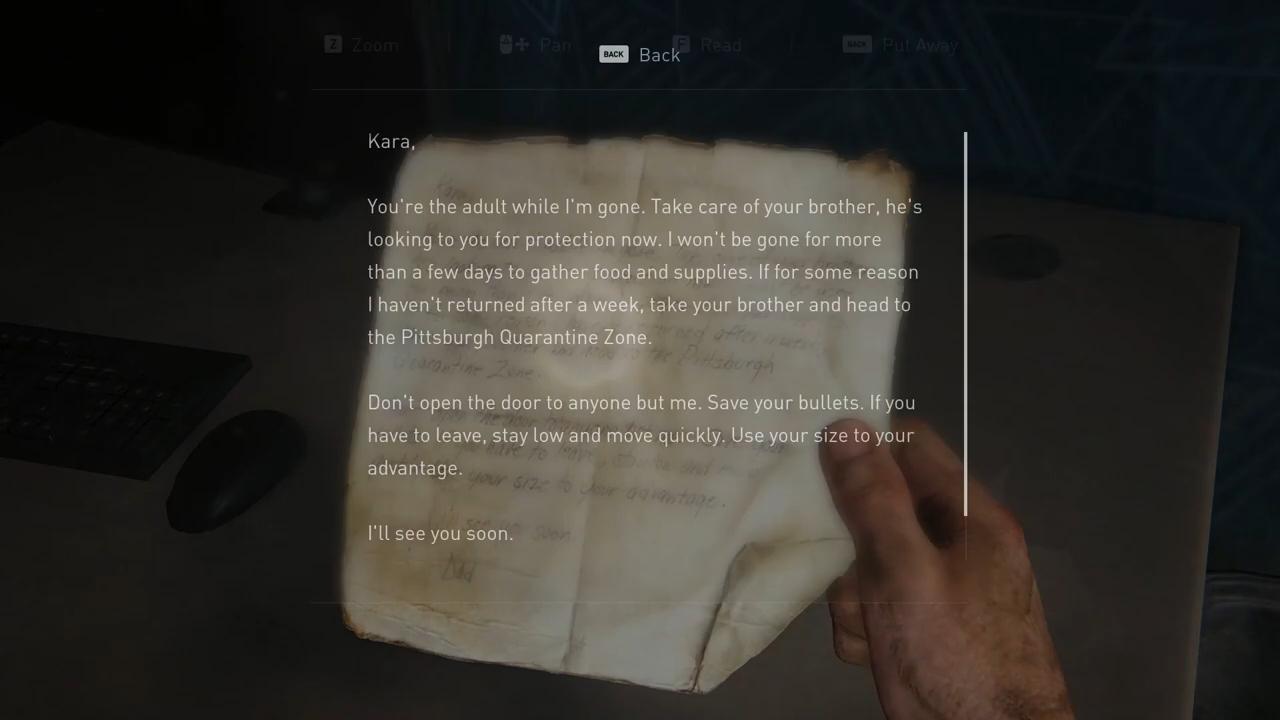 Z Zoom
Pan
F Read
BACK Put Away
BACK Back
Kara,
You're the adult while I'm gone. Take care of your brother, he's
looking to you for protection now. I won't be gone for more
than a few days to gather food and supplies. If for some reason
I haven't returned after a week, take your brother and head to
the Pittsburgh Quarantine Zone.
Don't open the door to anyone but me. Save your bullets. If you
have to leave, stay low and move quickly. Use your size to your
advantage.
I'll see you soon.
Dad